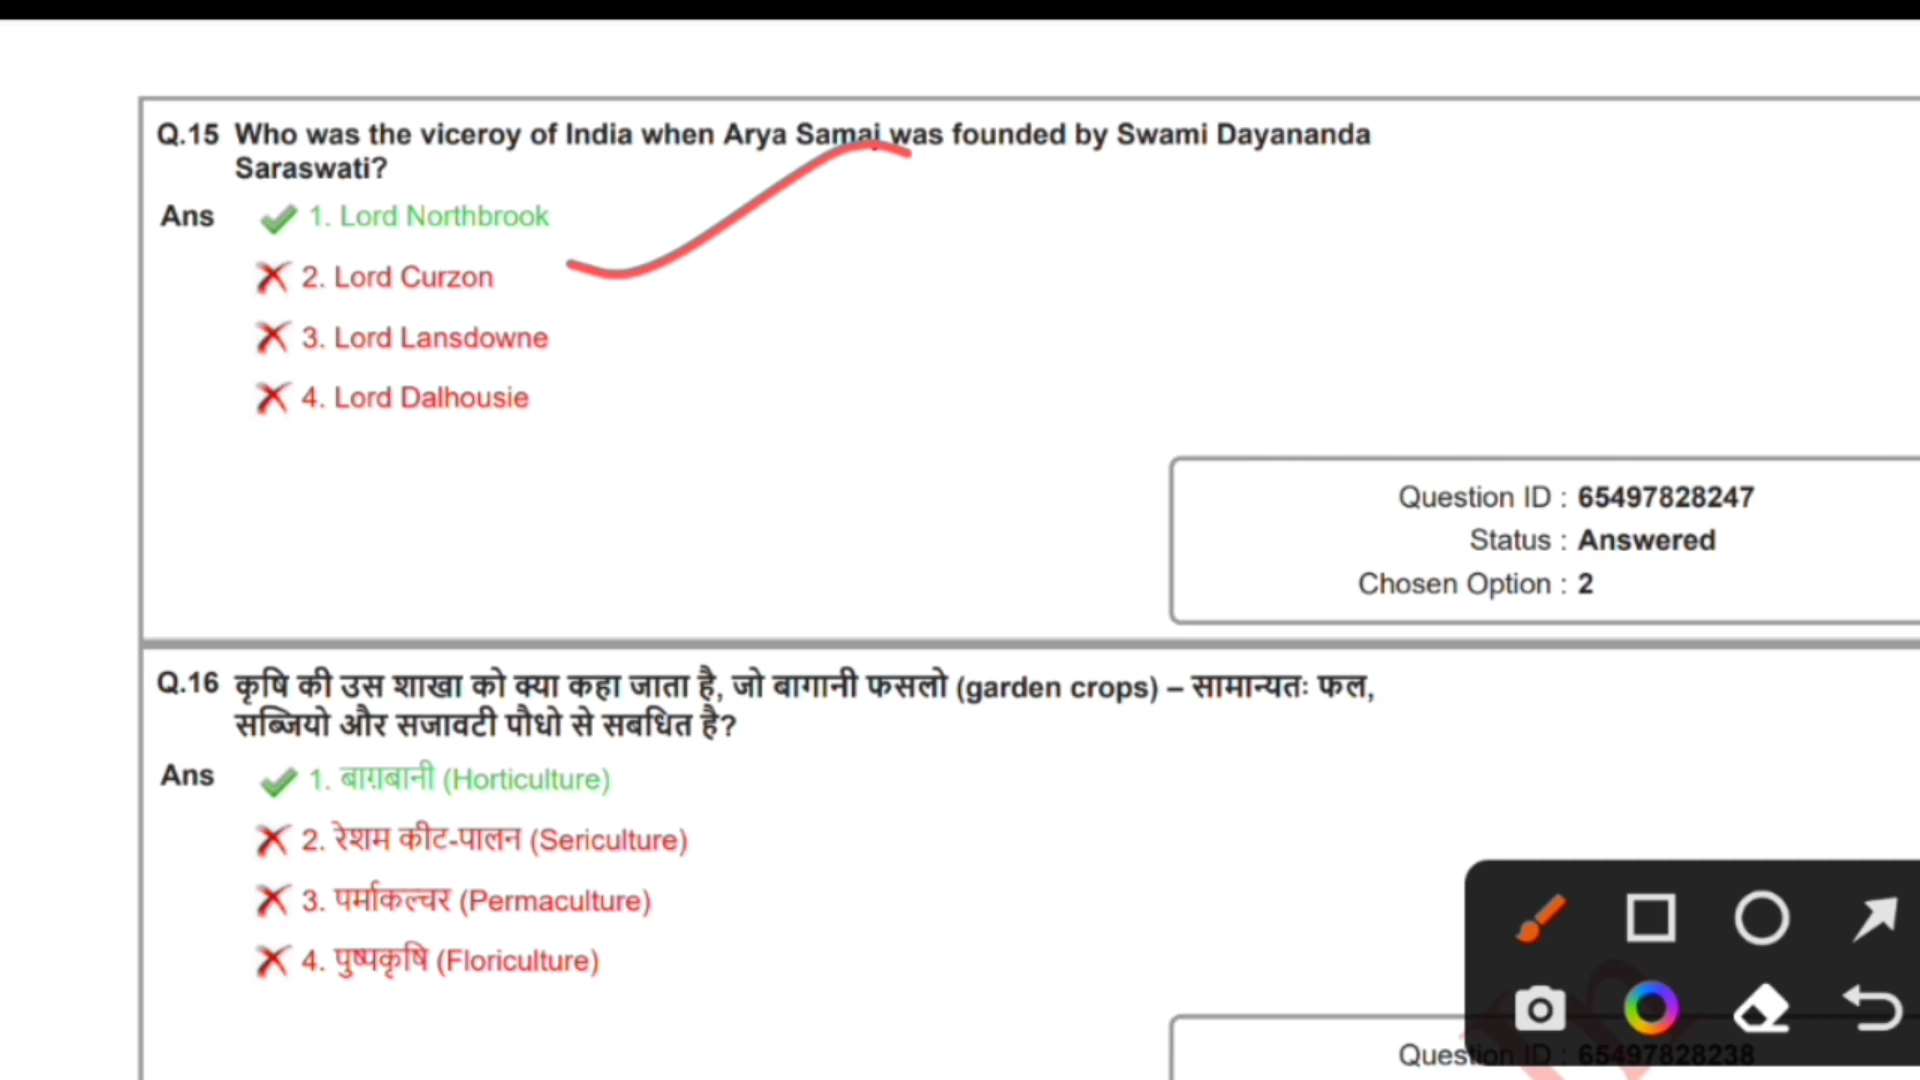 Q.15 Who was the viceroy of India when Arya Samaj was founded by Swami Dayananda
Saraswati?
Ans 1. Lord Northbrook
2. Lord Curzon
3. Lord Lansdowne
4. Lord Dalhousie
Question ID : 65497828247
Status : Answered
Chosen Option : 2
Q.16 कृषि की उस शाखा को क्या कहा जाता है, जो बागानी फसलो (garden crops) – सामान्यतः फल,
सब्जियो और सजावटी पौधो से सबधित है?
Ans 1. बाग़बानी (Horticulture)
2. रेशम कीट-पालन (Sericulture)
3. पर्माकल्चर (Permaculture)
4. पुष्पकृषि (Floriculture)
Question ID : 65497828238